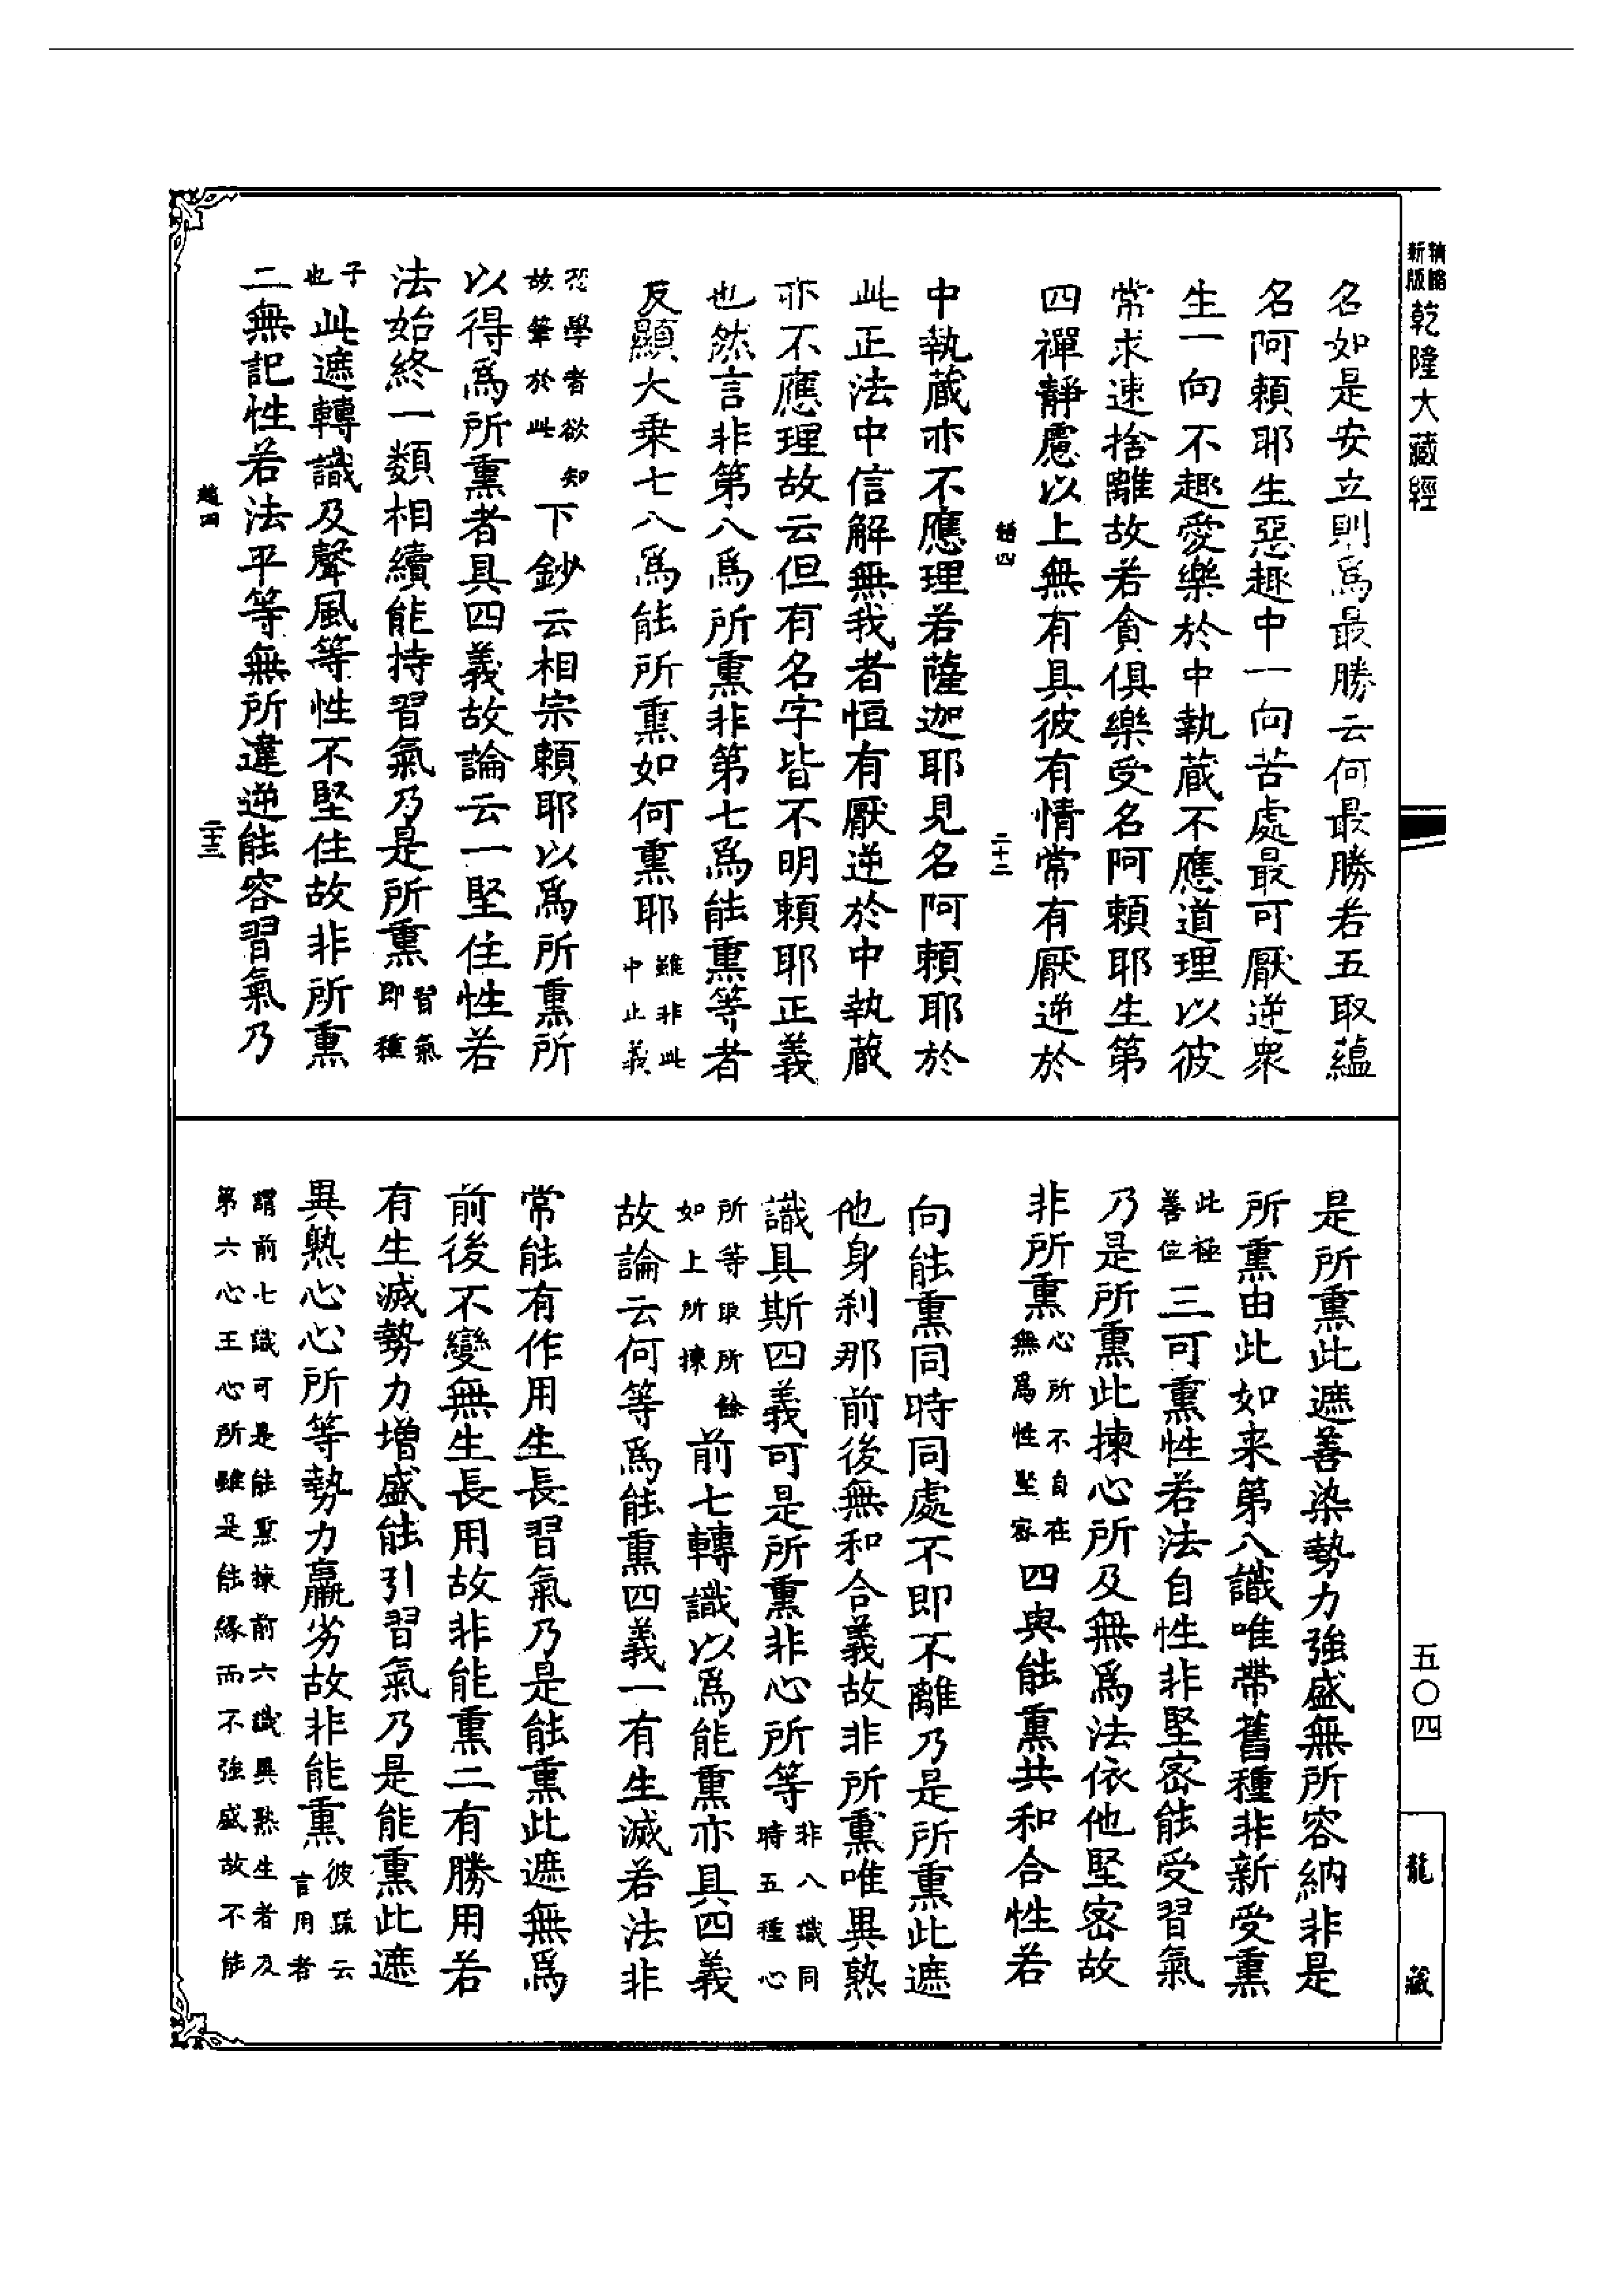 精縮
新版
乾隆大藏經
名如是安立則爲最勝云何最勝若五取蘊
名阿賴耶生惡趣中一向苦處最可厭逆衆
生一向不趣愛樂於中執藏不應道理以彼
常求速捨離故若貪俱樂受名阿賴耶生第
四禪靜慮以上無有具彼有情常有厭逆於
二十二
中執藏亦不應理若薩迦耶見名阿賴耶於
此正法中信解無我者恒有厭逆於中執藏
亦不應理故云但有名字皆不明賴耶正義
也然言非第八爲所熏非第七爲能熏等者
反顯大乘七八爲能所熏如何熏耶雖非此
中止義
恐學者欲知
故筆於此
下鈔云相宗賴耶以爲所熏所
以得爲所熏者具四義故論云一堅住性若
法始終一類相續能持習氣乃是所熏習氣
即種
子
也
此遮轉識及聲風等性不堅住故非所熏
二無記性若法平等無所違逆能容習氣乃
二十三
是所熏此遮善染勢力強盛無所容納非是
所熏由此如來第八識唯帶舊種非新受熏
此極
善位
三可熏性若法自性非堅密能受習氣
乃是所熏此揀心所及無爲法依他堅密故
非所熏心所不自在
無爲性堅密
四與能熏共和合性若
向能熏同時同處不即不離乃是所熏此遮
他身刹那前後無和合義故非所熏唯異熟
識具斯四義可是所熏非心所等非八識同
時五種心
所等取所餘
如上所揀
前七轉識以爲能熏亦具四義
故論云何等爲能熏四義一有生滅若法非
常能有作用生長習氣乃是能熏此遮無爲
前後不變無生長用故非能熏二有勝用若
有生滅勢力增盛能引習氣乃是能熏此遮
異熟心心所等勢力羸劣故非能熏彼疏云
言用者
謂前七識可是能熏揀前六識異熟生者及
第六心王心所雖是能緣而不強盛故不能
五〇四
龍藏